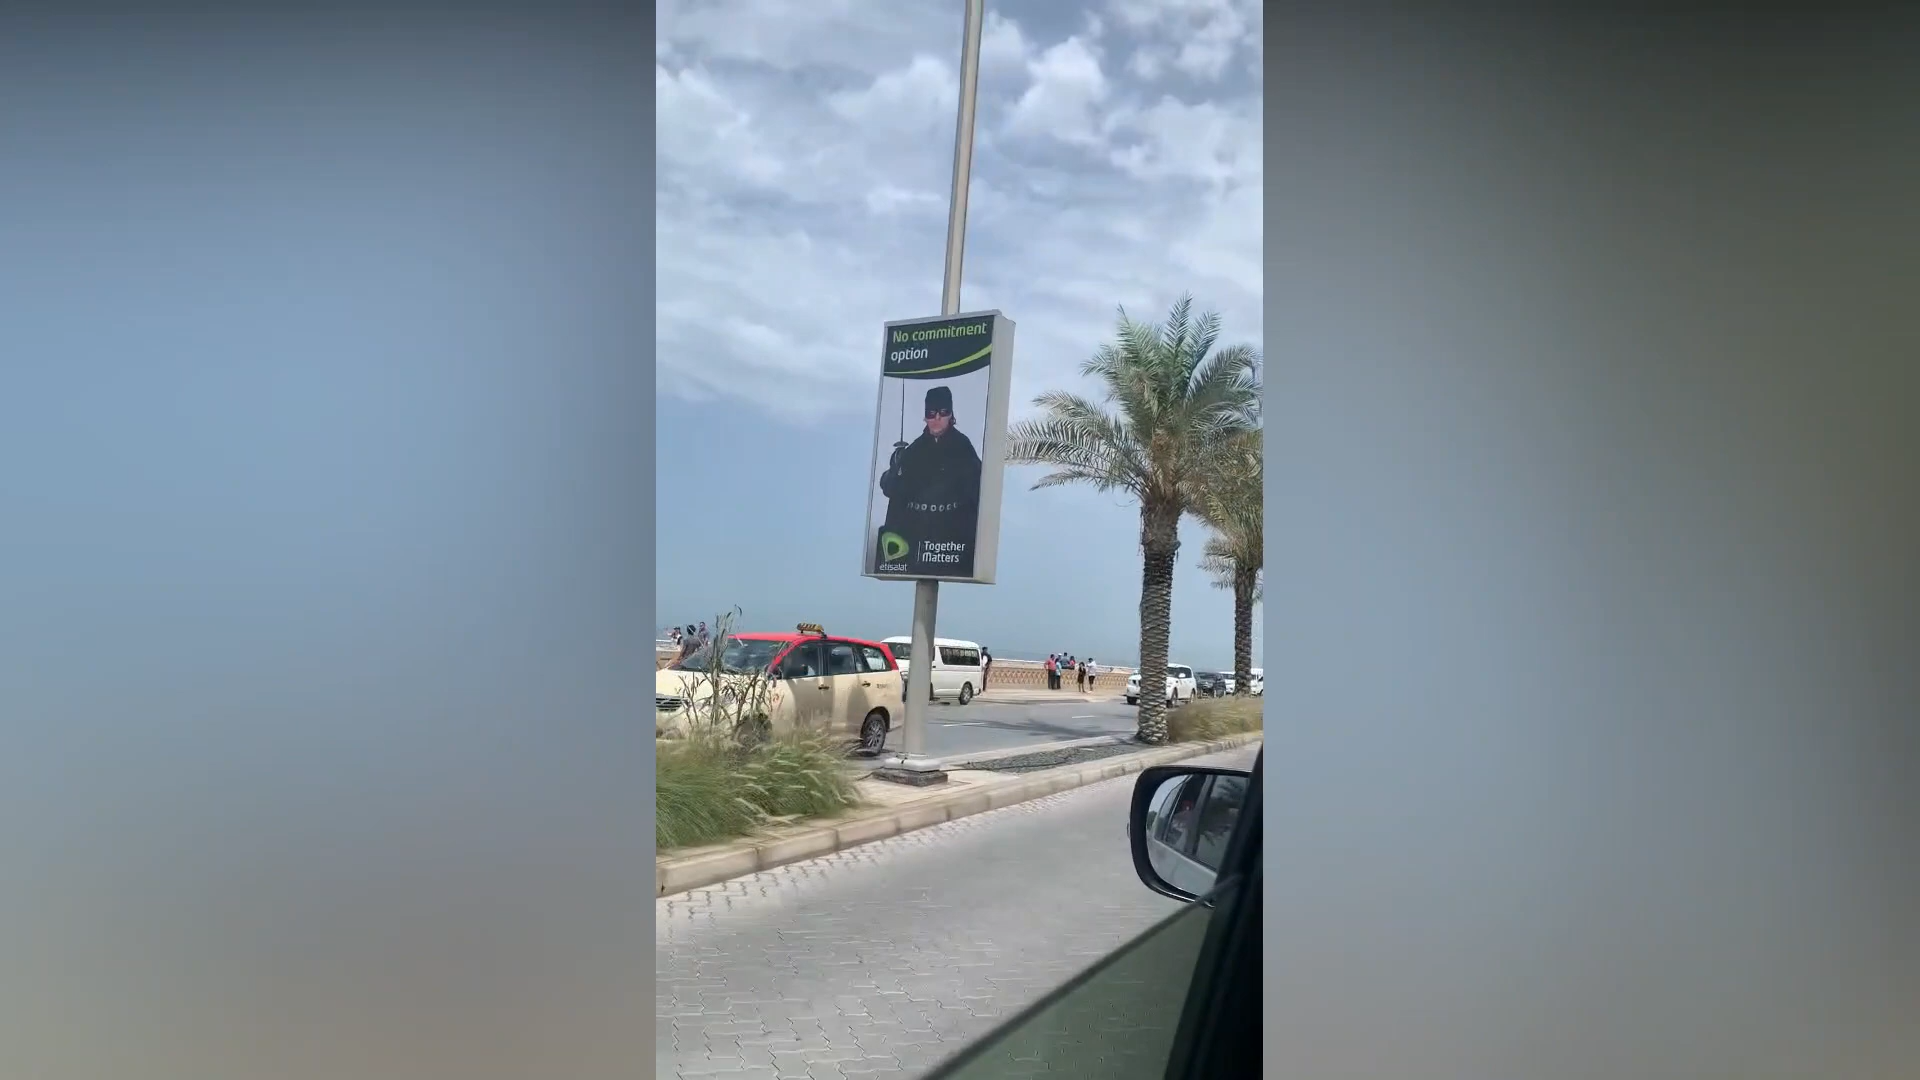 No commitment
option
etisalat
Together
Matters